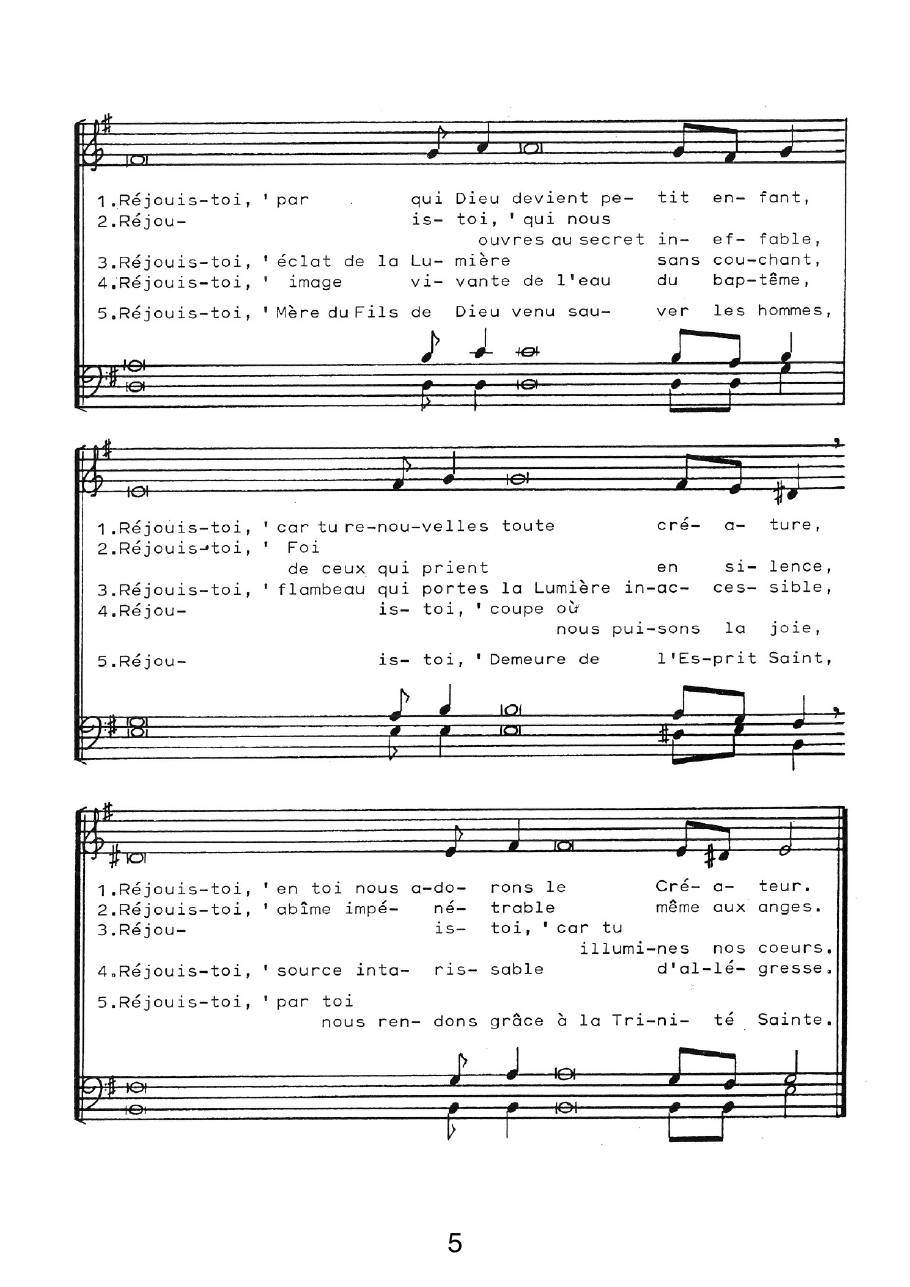 1.Réjouis-toi, ' par qui Dieu devient pe- tit en- fant,
2.Réjou- is- toi, ' qui nous
ouvres au secret in- ef- fable,
3.Réjouis-toi, ' éclat de la Lu- mière sans cou-chant,
4.Réjouis-toi, ' image vi- vante de l'eau du bap-tême,
5.Réjouis-toi, ' Mère du Fils de Dieu venu sau- ver les hommes,
1.Réjouis-toi, ' car tu re-nou-velles toute cré- a- ture,
2.Réjouis-toi, ' Foi
de ceux qui prient en si- lence,
3.Réjouis-toi, ' flambeau qui portes la Lumière in-ac- ces- sible,
4.Réjou- is- toi, ' coupe où
nous pui-sons la joie,
5.Réjou- is- toi, ' Demeure de l'Es-prit Saint,
1.Réjouis-toi, ' en toi nous a-do- rons le Cré- a- teur.
2.Réjouis-toi, ' abîme impé- né- trable même aux anges.
3.Réjou- is- toi, ' car tu
illumi-nes nos coeurs.
4.Réjouis-toi, ' source inta- ris- sable d'al-lé- gresse.
5.Réjouis-toi, ' par toi
nous ren- dons grâce à la Tri-ni- té Sainte.
5